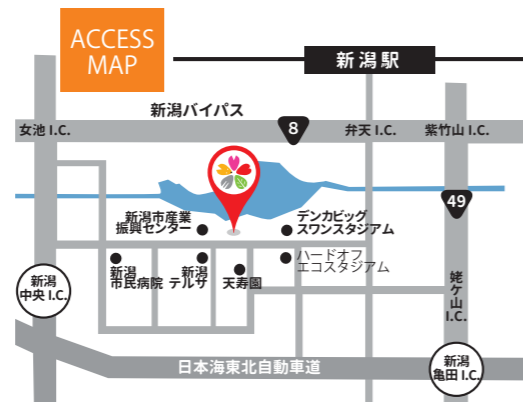 ACCESS
MAP
新潟駅
新潟バイパス
女池 I.C.
8
弁天 I.C.
紫竹山 I.C.
49
新潟市産業
振興センター
デンカビッグ
スワンスタジアム
新潟
市民病院
新潟
テルサ
天寿園
ハードオフ
エコスタジアム
新潟
中央 I.C.
姥ケ山
I.C.
日本海東北自動車道
新潟
亀田 I.C.